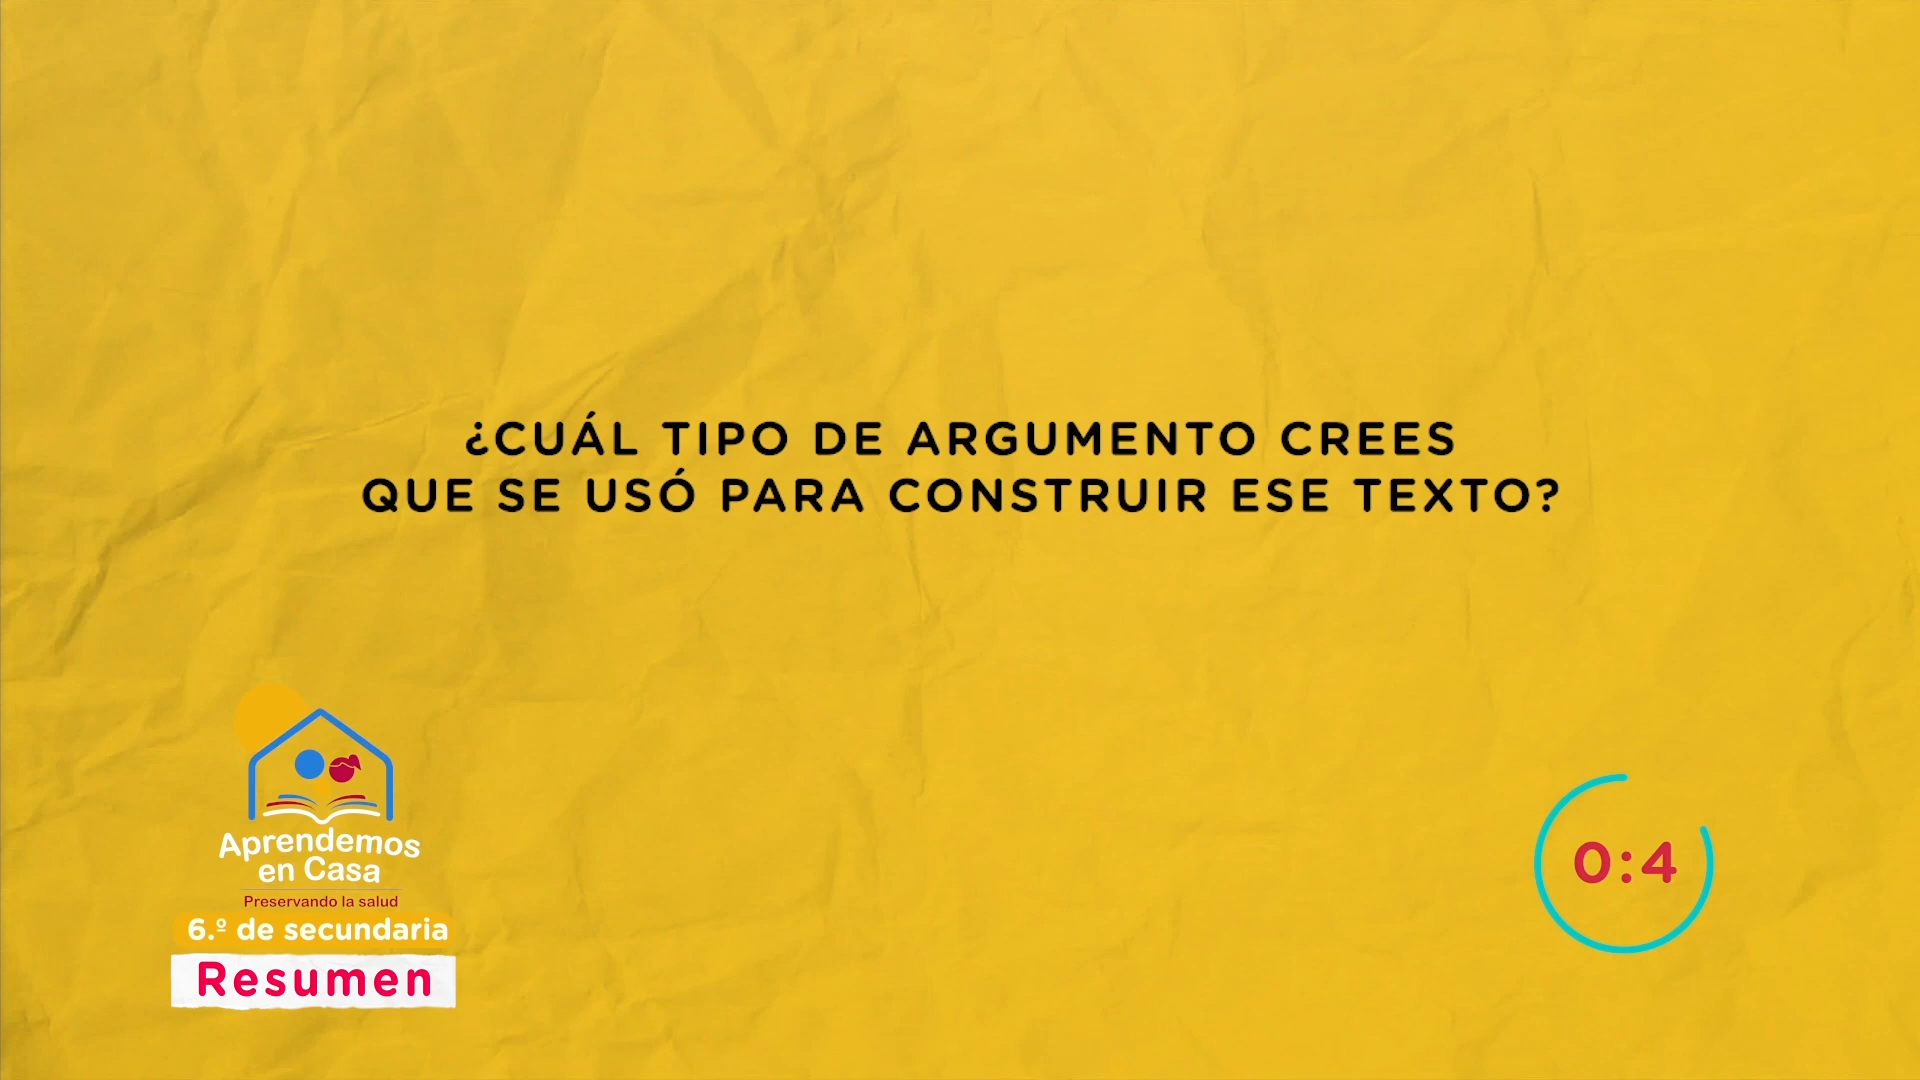 ¿CUÁL TIPO DE ARGUMENTO CREES
QUE SE USÓ PARA CONSTRUIR ESE TEXTO?
Aprendemos
en Casa
Preservando la salud
6.º de secundaria
Resumen
0:4